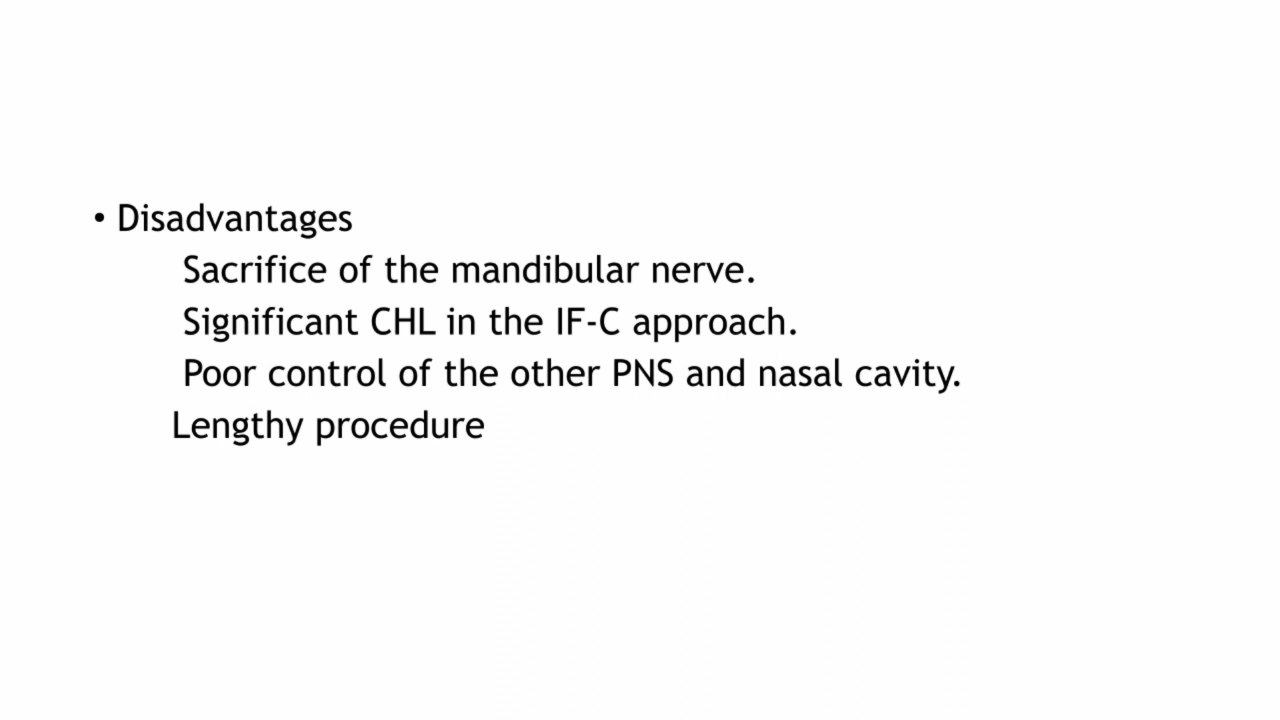 • Disadvantages
Sacrifice of the mandibular nerve.
Significant CHL in the IF-C approach.
Poor control of the other PNS and nasal cavity.
Lengthy procedure